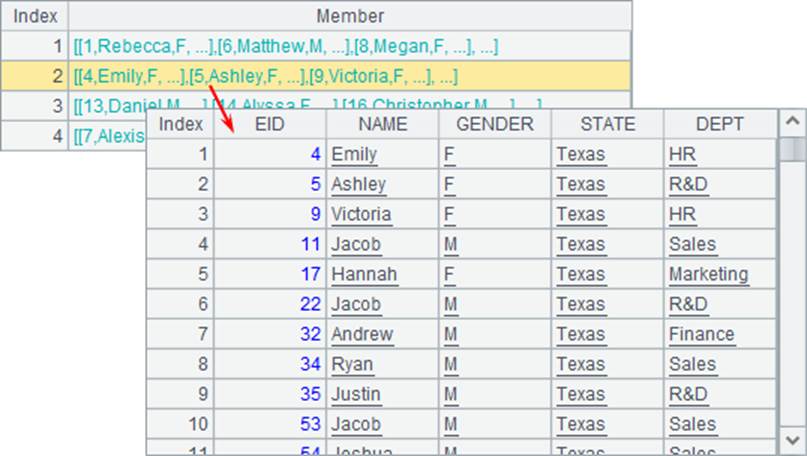 Index Member
1 [[1,Rebecca,F, ...],[6,Matthew,M, ...],[8,Megan,F, ...], ...]
2 [[4,Emily,F, ...],[5,Ashley,F, ...],[9,Victoria,F, ...], ...]
3 [[13,Daniel,M, ...],[14,Alyssa,F, ...],[16,Christopher,M, ...], ...]
4 [[7,Alexis
Index EID NAME GENDER STATE DEPT
1 4 Emily F Texas HR
2 5 Ashley F Texas R&D
3 9 Victoria F Texas HR
4 11 Jacob M Texas Sales
5 17 Hannah F Texas Marketing
6 22 Jacob M Texas R&D
7 32 Andrew M Texas Finance
8 34 Ryan M Texas Sales
9 35 Justin M Texas R&D
10 53 Jacob M Texas Sales
11 54 Joshua M Texas Sales